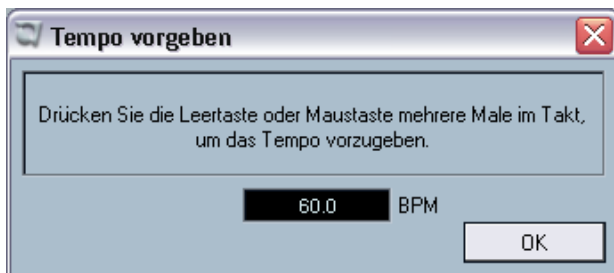 Tempo vorgeben
Drücken Sie die Leertaste oder Maustaste mehrere Male im Takt,
um das Tempo vorzugeben.
60.0 BPM
OK